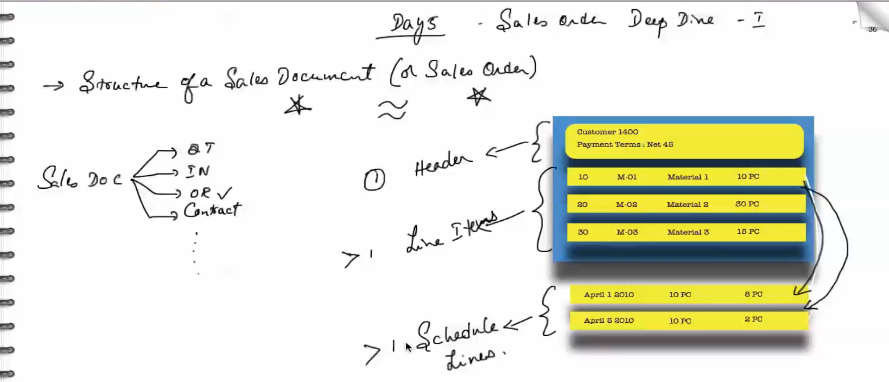 Day 5 - Sales Order Deep Dive - I
36
→ Structure of a Sales Document (or Sales Order)
Sales Doc
QT
IN
OR ✓
Contract
① Header
> 1 Line Items
> 1 Schedule Lines.
Customer 1400
Payment Terms : Net 45
10 M-01 Material 1 10 PC
20 M-02 Material 2 30 PC
30 M-03 Material 3 15 PC
April 1 2010 10 PC 8 PC
April 5 2010 10 PC 2 PC